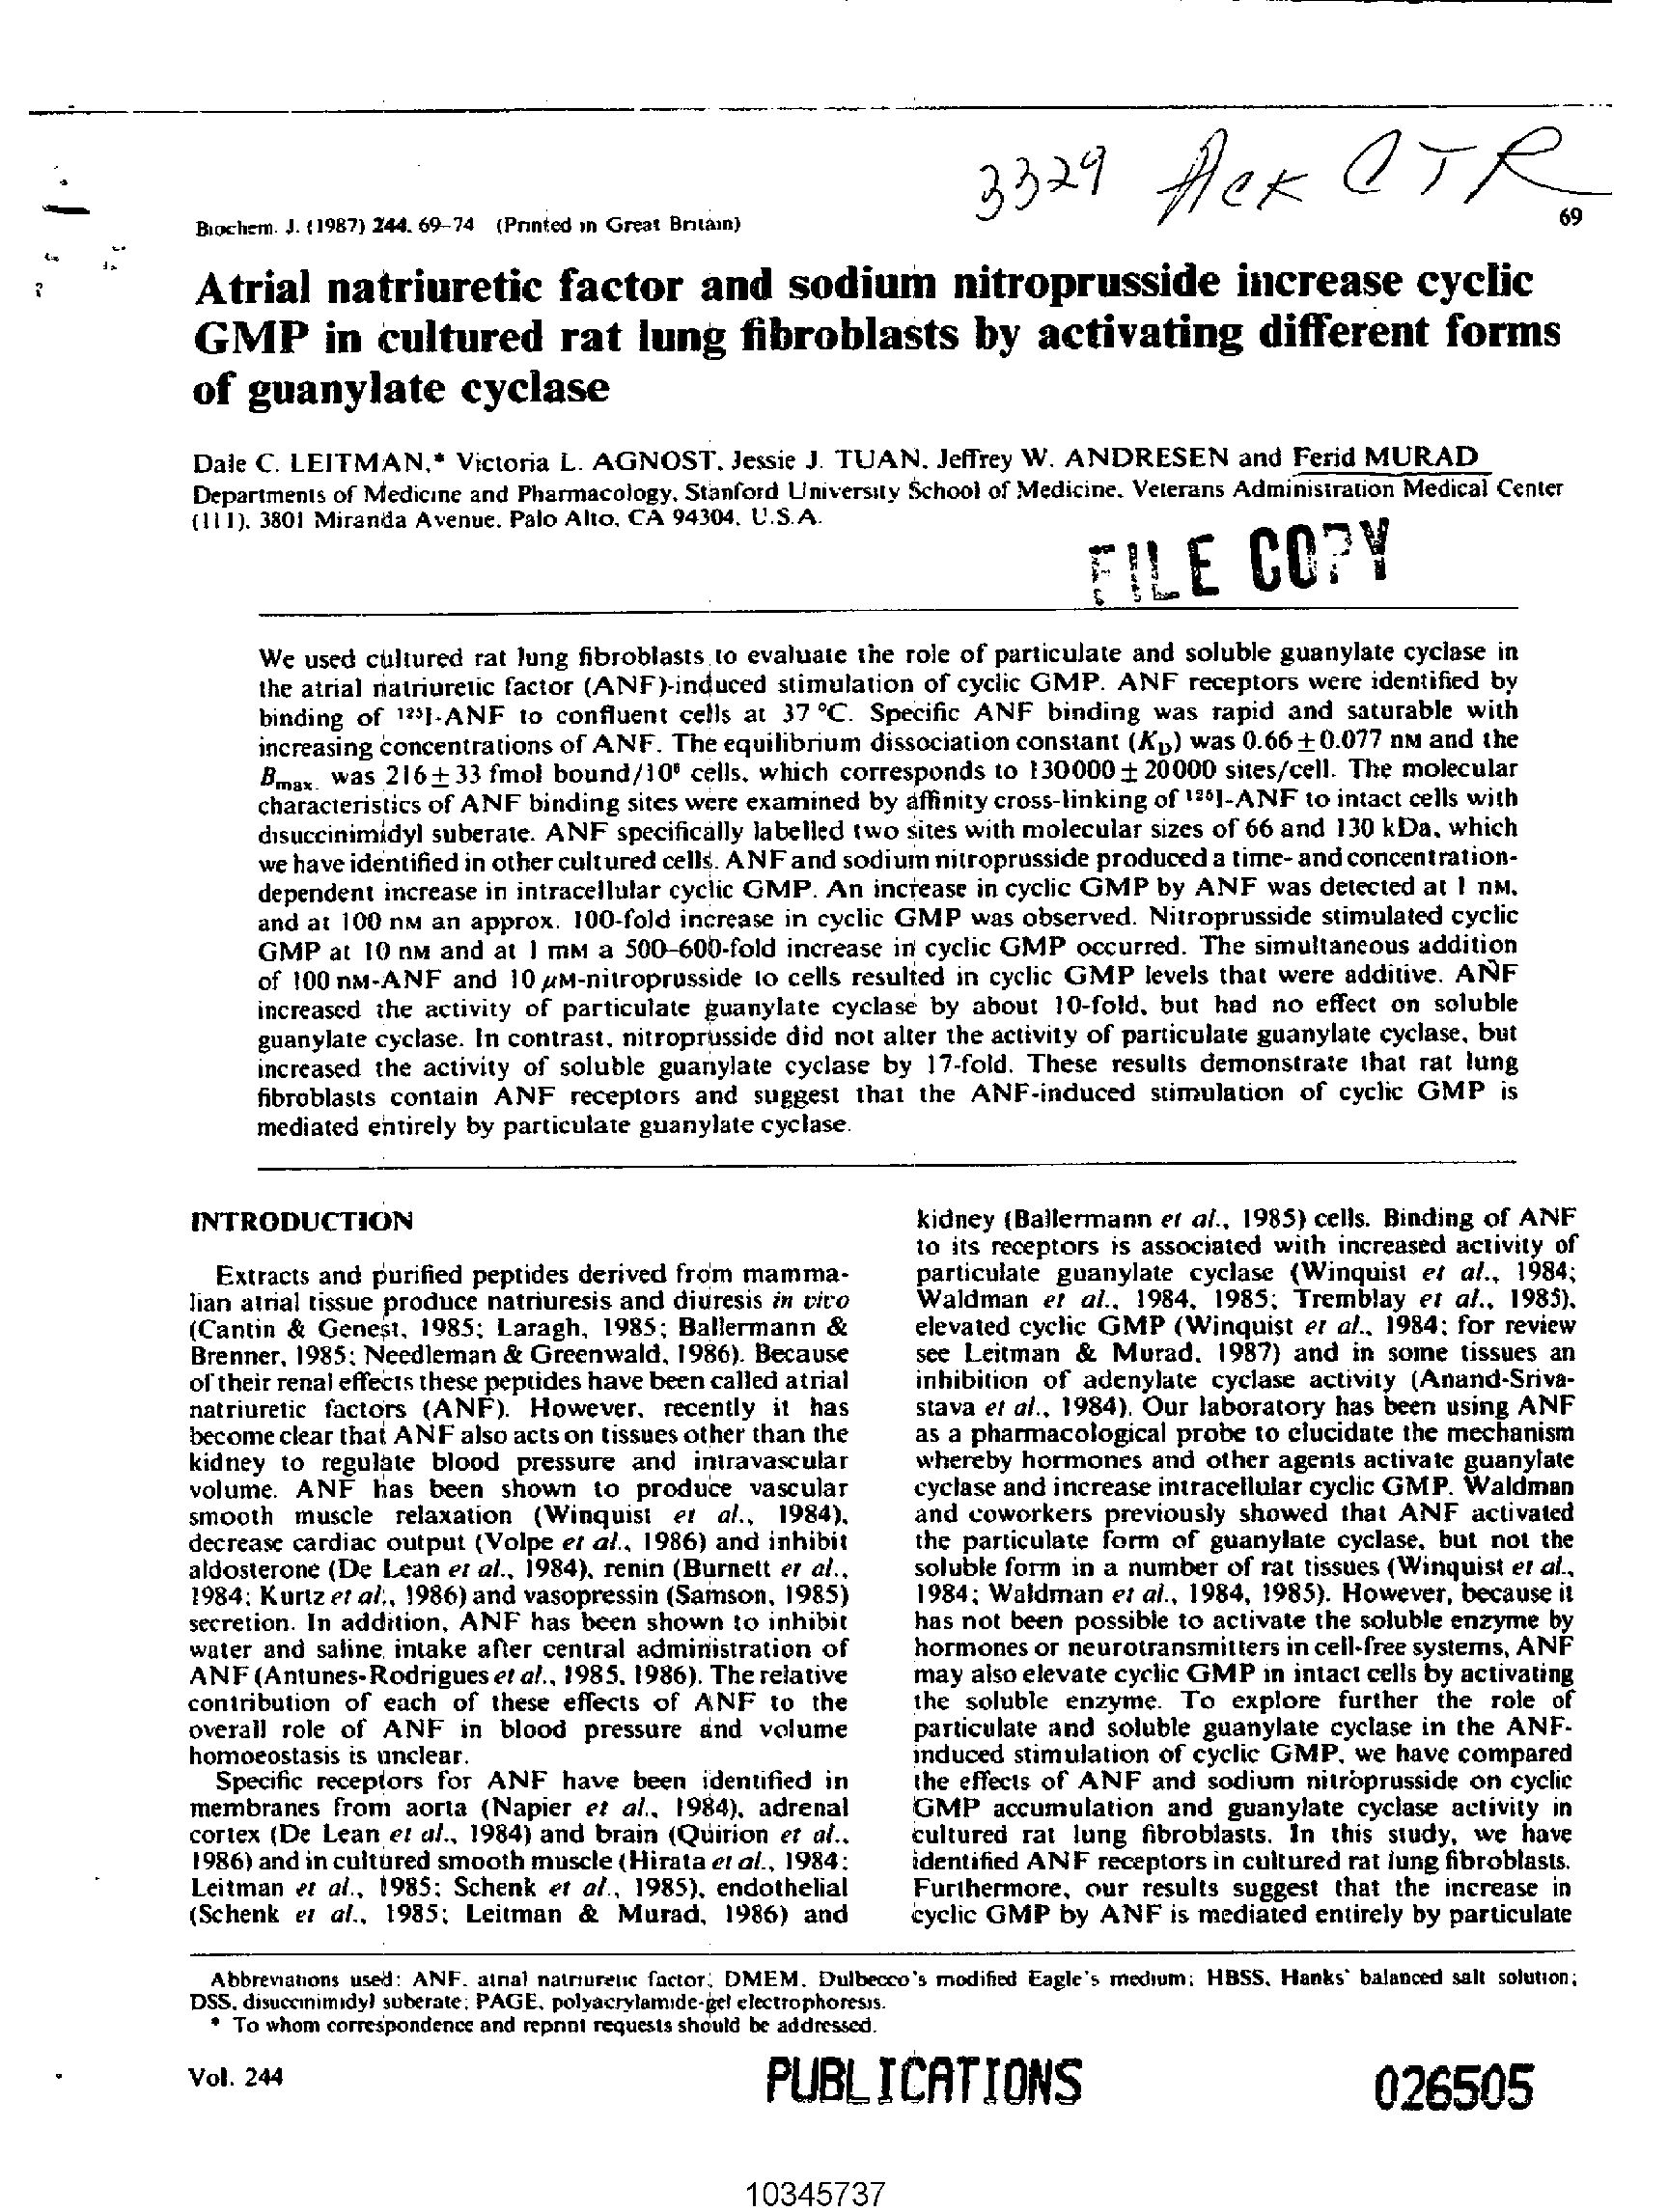 3329 Ack CTR
Biochem. J. (1987) 244, 69–74 (Printed in Great Britain)
69
Atrial natriuretic factor and sodium nitroprusside increase cyclic
GMP in cultured rat lung fibroblasts by activating different forms
of guanylate cyclase
Dale C. LEITMAN,* Victoria L. AGNOST, Jessie J. TUAN, Jeffrey W. ANDRESEN and Ferid MURAD
Departments of Medicine and Pharmacology, Stanford University School of Medicine, Veterans Administration Medical Center
(111), 3801 Miranda Avenue, Palo Alto, CA 94304, U.S.A.
FILE COPY
We used cultured rat lung fibroblasts to evaluate the role of particulate and soluble guanylate cyclase in
the atrial natriuretic factor (ANF)-induced stimulation of cyclic GMP. ANF receptors were identified by
binding of ¹²⁵I-ANF to confluent cells at 37 °C. Specific ANF binding was rapid and saturable with
increasing concentrations of ANF. The equilibrium dissociation constant (K_D) was 0.66±0.077 nM and the
B_max. was 216±33 fmol bound/10⁶ cells, which corresponds to 130000±20000 sites/cell. The molecular
characteristics of ANF binding sites were examined by affinity cross-linking of ¹²⁵I-ANF to intact cells with
disuccinimidyl suberate. ANF specifically labelled two sites with molecular sizes of 66 and 130 kDa, which
we have identified in other cultured cells. ANF and sodium nitroprusside produced a time- and concentration-
dependent increase in intracellular cyclic GMP. An increase in cyclic GMP by ANF was detected at 1 nM,
and at 100 nM an approx. 100-fold increase in cyclic GMP was observed. Nitroprusside stimulated cyclic
GMP at 10 nM and at 1 mM a 500–600-fold increase in cyclic GMP occurred. The simultaneous addition
of 100 nM-ANF and 10 μM-nitroprusside to cells resulted in cyclic GMP levels that were additive. ANF
increased the activity of particulate guanylate cyclase by about 10-fold, but had no effect on soluble
guanylate cyclase. In contrast, nitroprusside did not alter the activity of particulate guanylate cyclase, but
increased the activity of soluble guanylate cyclase by 17-fold. These results demonstrate that rat lung
fibroblasts contain ANF receptors and suggest that the ANF-induced stimulation of cyclic GMP is
mediated entirely by particulate guanylate cyclase.
INTRODUCTION
Extracts and purified peptides derived from mamma-
lian atrial tissue produce natriuresis and diuresis in vivo
(Cantin & Genest, 1985; Laragh, 1985; Ballermann &
Brenner, 1985; Needleman & Greenwald, 1986). Because
of their renal effects these peptides have been called atrial
natriuretic factors (ANF). However, recently it has
become clear that ANF also acts on tissues other than the
kidney to regulate blood pressure and intravascular
volume. ANF has been shown to produce vascular
smooth muscle relaxation (Winquist et al., 1984),
decrease cardiac output (Volpe et al., 1986) and inhibit
aldosterone (De Lean et al., 1984), renin (Burnett et al.,
1984; Kurtz et al., 1986) and vasopressin (Samson, 1985)
secretion. In addition, ANF has been shown to inhibit
water and saline intake after central administration of
ANF (Antunes-Rodrigues et al., 1985, 1986). The relative
contribution of each of these effects of ANF to the
overall role of ANF in blood pressure and volume
homoeostasis is unclear.
Specific receptors for ANF have been identified in
membranes from aorta (Napier et al., 1984), adrenal
cortex (De Lean et al., 1984) and brain (Quirion et al.,
1986) and in cultured smooth muscle (Hirata et al., 1984;
Leitman et al., 1985; Schenk et al., 1985), endothelial
(Schenk et al., 1985; Leitman & Murad, 1986) and
kidney (Ballermann et al., 1985) cells. Binding of ANF
to its receptors is associated with increased activity of
particulate guanylate cyclase (Winquist et al., 1984;
Waldman et al., 1984, 1985; Tremblay et al., 1985),
elevated cyclic GMP (Winquist et al., 1984; for review
see Leitman & Murad, 1987) and in some tissues an
inhibition of adenylate cyclase activity (Anand-Sriva-
stava et al., 1984). Our laboratory has been using ANF
as a pharmacological probe to elucidate the mechanism
whereby hormones and other agents activate guanylate
cyclase and increase intracellular cyclic GMP. Waldman
and coworkers previously showed that ANF activated
the particulate form of guanylate cyclase, but not the
soluble form in a number of rat tissues (Winquist et al.,
1984; Waldman et al., 1984, 1985). However, because it
has not been possible to activate the soluble enzyme by
hormones or neurotransmitters in cell-free systems, ANF
may also elevate cyclic GMP in intact cells by activating
the soluble enzyme. To explore further the role of
particulate and soluble guanylate cyclase in the ANF-
induced stimulation of cyclic GMP, we have compared
the effects of ANF and sodium nitroprusside on cyclic
GMP accumulation and guanylate cyclase activity in
cultured rat lung fibroblasts. In this study, we have
identified ANF receptors in cultured rat lung fibroblasts.
Furthermore, our results suggest that the increase in
cyclic GMP by ANF is mediated entirely by particulate
Abbreviations used: ANF, atrial natriuretic factor; DMEM, Dulbecco's modified Eagle's medium; HBSS, Hanks' balanced salt solution;
DSS, disuccinimidyl suberate; PAGE, polyacrylamide-gel electrophoresis.
* To whom correspondence and reprint requests should be addressed.
Vol. 244
PUBLICATIONS
026505
10345737